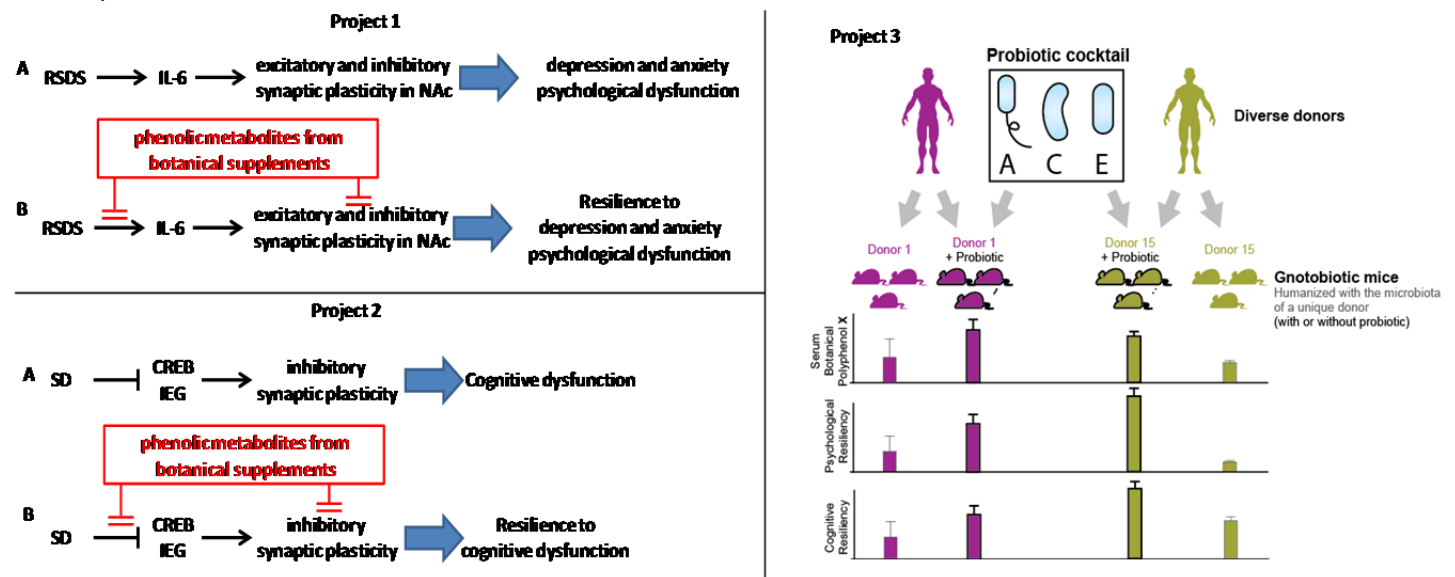 Project 1
A
RSDS
IL-6
excitatory and inhibitory
synaptic plasticity in NAc
depression and anxiety
psychological dysfunction
phenolic metabolites from
botanical supplements
B
RSDS
IL-6
excitatory and inhibitory
synaptic plasticity in NAc
Resilience to
depression and anxiety
psychological dysfunction
Project 2
A
SD
CREB
IEG
inhibitory
synaptic plasticity
Cognitive dysfunction
phenolic metabolites from
botanical supplements
B
SD
CREB
IEG
inhibitory
synaptic plasticity
Resilience to
cognitive dysfunction
Project 3
Probiotic cocktail
A C E
Diverse donors
Donor 1
Donor 1
+ Probiotic
Donor 15
+ Probiotic
Donor 15
Gnotobiotic mice
Humanized with the microbiota
of a unique donor
(with or without probiotic)
Serum
Botanical
Polyphenol X
Psychological
Resiliency
Cognitive
Resiliency